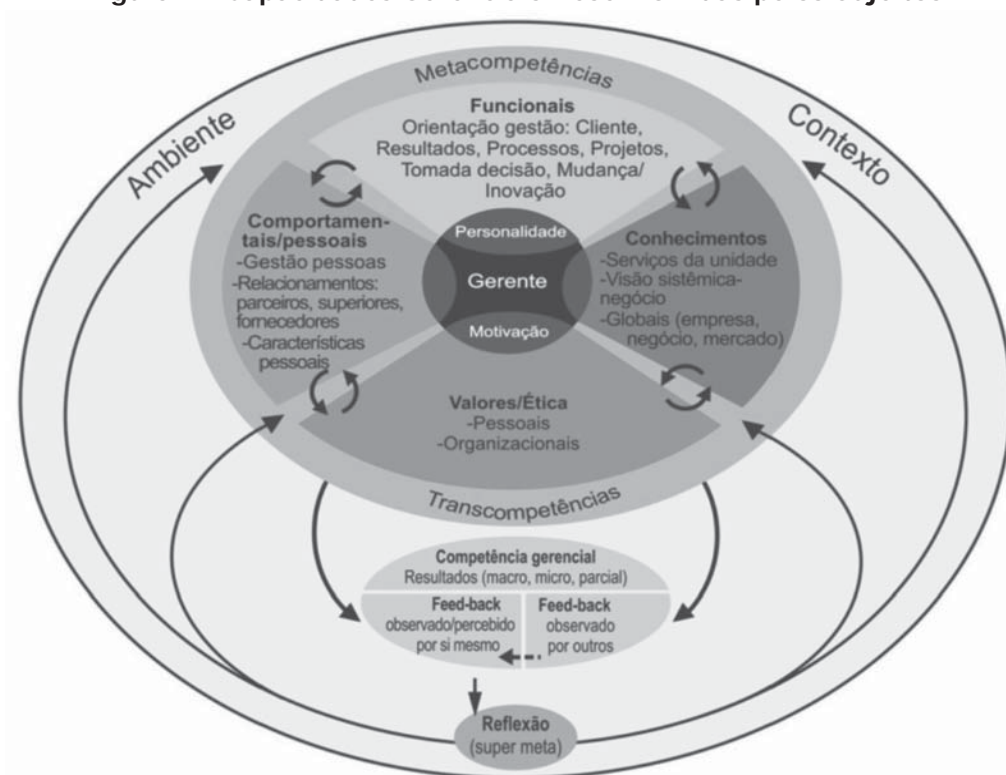 Metacompetências
Ambiente
Contexto
Funcionais
Orientação gestão: Cliente,
Resultados, Processos, Projetos,
Tomada decisão, Mudança/
Inovação
Comportamen-
tais/pessoais
-Gestão pessoas
-Relacionamentos:
parceiros, superiores,
fornecedores
-Características
pessoais
Personalidade
Gerente
Motivação
Conhecimentos
-Serviços da unidade
-Visão sistêmica-
negócio
-Globais (empresa,
negócio, mercado)
Valores/Ética
-Pessoais
-Organizacionais
Transcompetências
Competência gerencial
Resultados (macro, micro, parcial)
Feed-back
observado/percebido
por si mesmo
Feed-back
observado
por outros
Reflexão
(super meta)